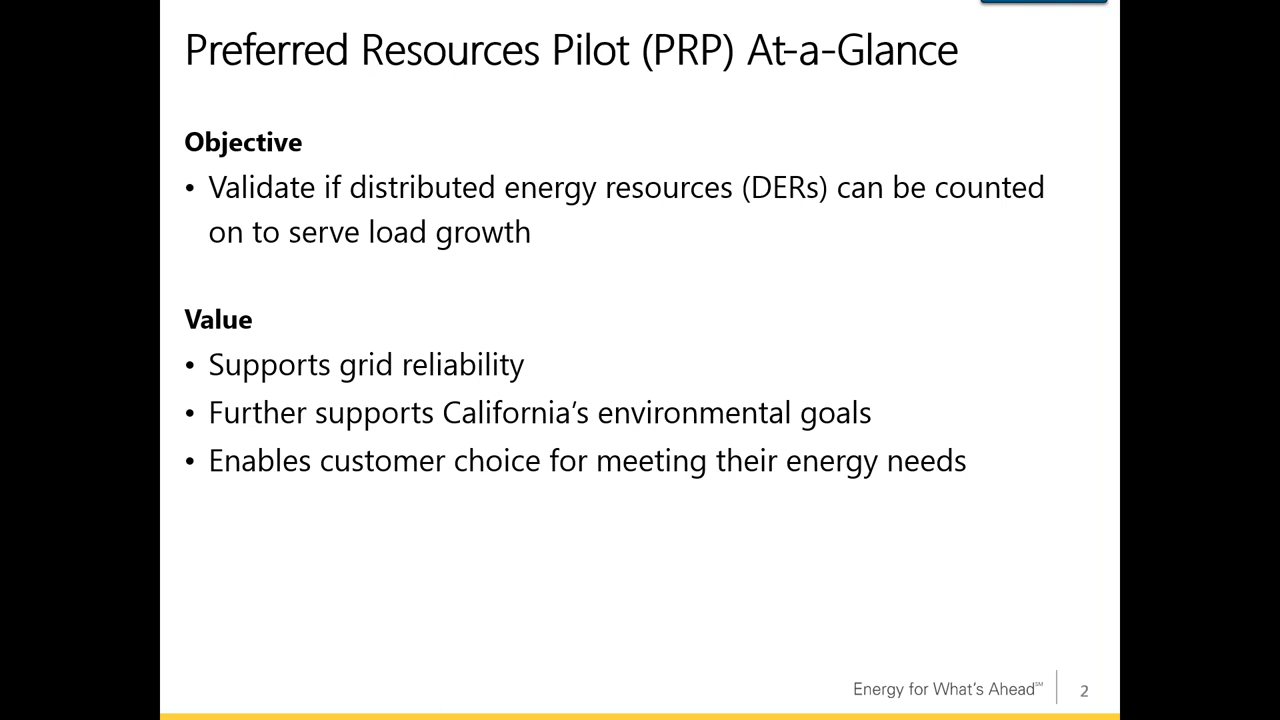 Preferred Resources Pilot (PRP) At-a-Glance
Objective
• Validate if distributed energy resources (DERs) can be counted
on to serve load growth
Value
• Supports grid reliability
• Further supports California’s environmental goals
• Enables customer choice for meeting their energy needs
Energy for What’s Ahead℠
2